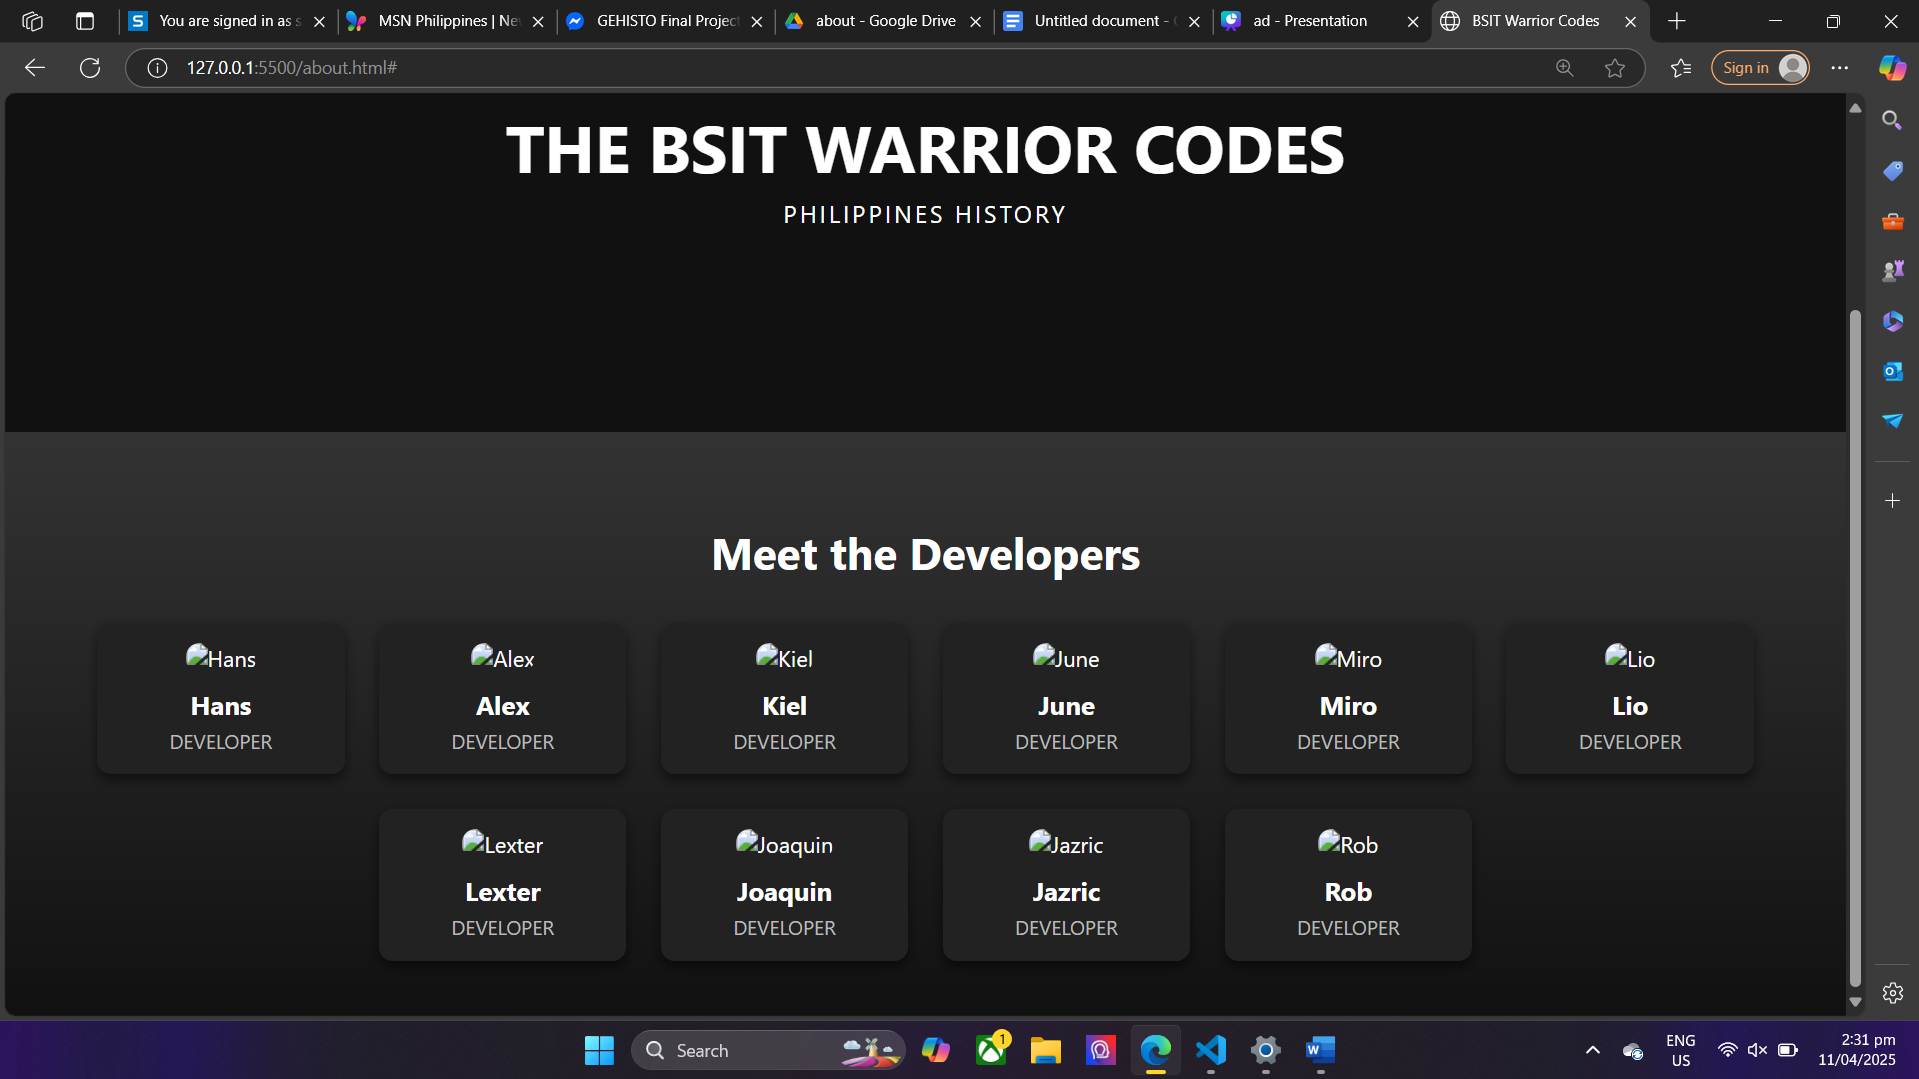 You are signed in as s
MSN Philippines | Ne
GEHISTO Final Project
about - Google Drive
Untitled document -
ad - Presentation
BSIT Warrior Codes
127.0.0.1:5500/about.html#
Sign in
THE BSIT WARRIOR CODES
PHILIPPINES HISTORY
Meet the Developers
Hans
Alex
Kiel
June
Miro
Lio
Hans
Alex
Kiel
June
Miro
Lio
DEVELOPER
DEVELOPER
DEVELOPER
DEVELOPER
DEVELOPER
DEVELOPER
Lexter
Joaquin
Jazric
Rob
Lexter
Joaquin
Jazric
Rob
DEVELOPER
DEVELOPER
DEVELOPER
DEVELOPER
Search
1
ENG
US
2:31 pm
11/04/2025